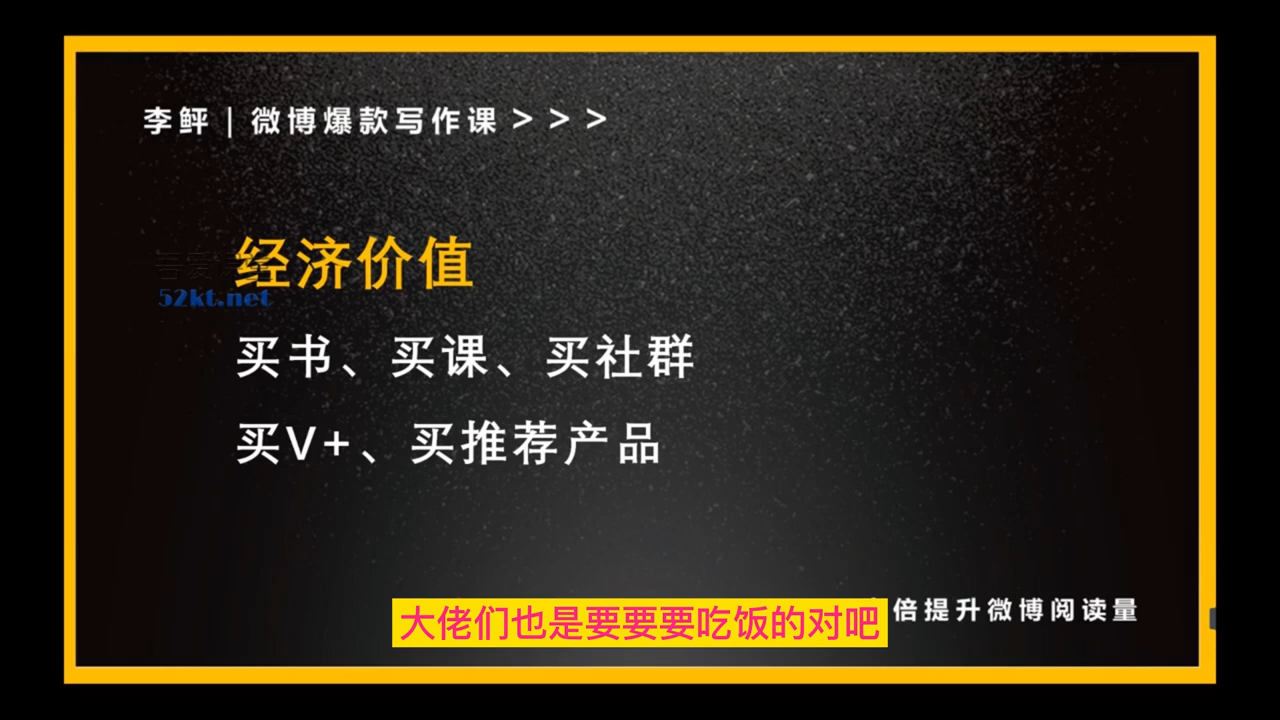 李鲆｜微博爆款写作课>>>
经济价值
52kt.net
买书、买课、买社群
买V+、买推荐产品
倍提升微博阅读量
大佬们也是要要要吃饭的对吧